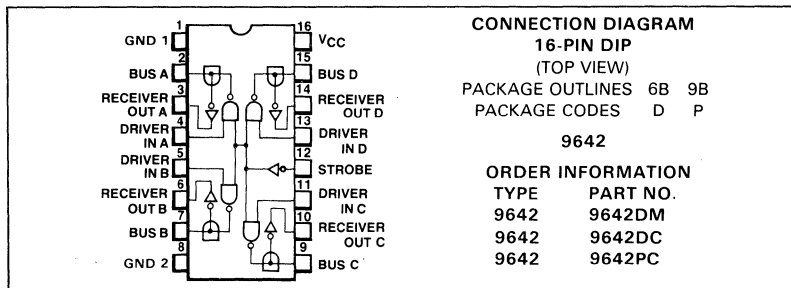 1 16
GND 1 VCC
2 15
BUS A BUS D
3 14
RECEIVER OUT A RECEIVER OUT D
4 13
DRIVER IN A DRIVER IN D
5 12
DRIVER IN B STROBE
6 11
RECEIVER OUT B DRIVER IN C
7 10
BUS B RECEIVER OUT C
8 9
GND 2 BUS C
CONNECTION DIAGRAM
16-PIN DIP
(TOP VIEW)
PACKAGE OUTLINES 6B 9B
PACKAGE CODES D P
9642
ORDER INFORMATION
TYPE PART NO.
9642 9642DM
9642 9642DC
9642 9642PC